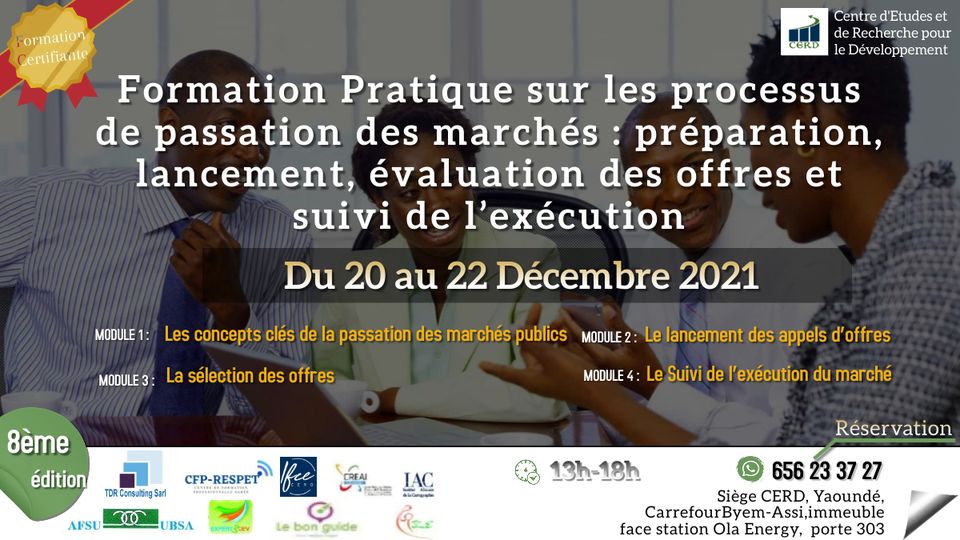 Formation
Certifiante
CERD
Centre d'Etudes et
de Recherche pour
le Développement
Formation Pratique sur les processus
de passation des marchés : préparation,
lancement, évaluation des offres et
suivi de l’exécution
Du 20 au 22 Décembre 2021
MODULE 1 : Les concepts clés de la passation des marchés publics
MODULE 2 : Le lancement des appels d’offres
MODULE 3 : La sélection des offres
MODULE 4 : Le Suivi de l’exécution du marché
Réservation
8ème
édition
TDR Consulting Sarl
CFP-RESPET
Ifce
CREAI
IAC
AFSU UBSA
EXPERT DEV
Le bon guide
13h-18h
656 23 37 27
Siège CERD, Yaoundé,
CarrefourByem-Assi,immeuble
face station Ola Energy, porte 303